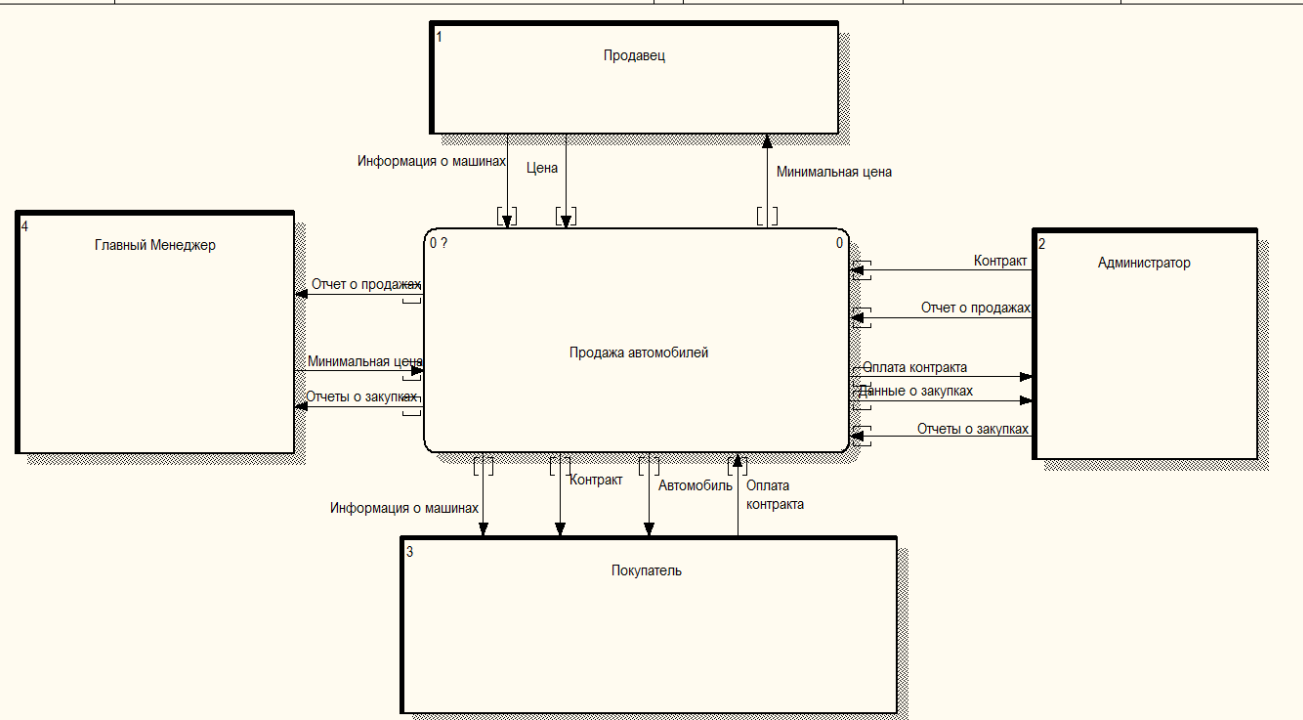 1
Продавец
Информация о машинах
Цена
Минимальная цена
4
Главный Менеджер
Отчет о продажах
Минимальная цена
Отчеты о закупках
0 ?
0
Продажа автомобилей
2
Администратор
Контракт
Отчет о продажах
Оплата контракта
Данные о закупках
Отчеты о закупках
Информация о машинах
Контракт
Автомобиль
Оплата
контракта
3
Покупатель